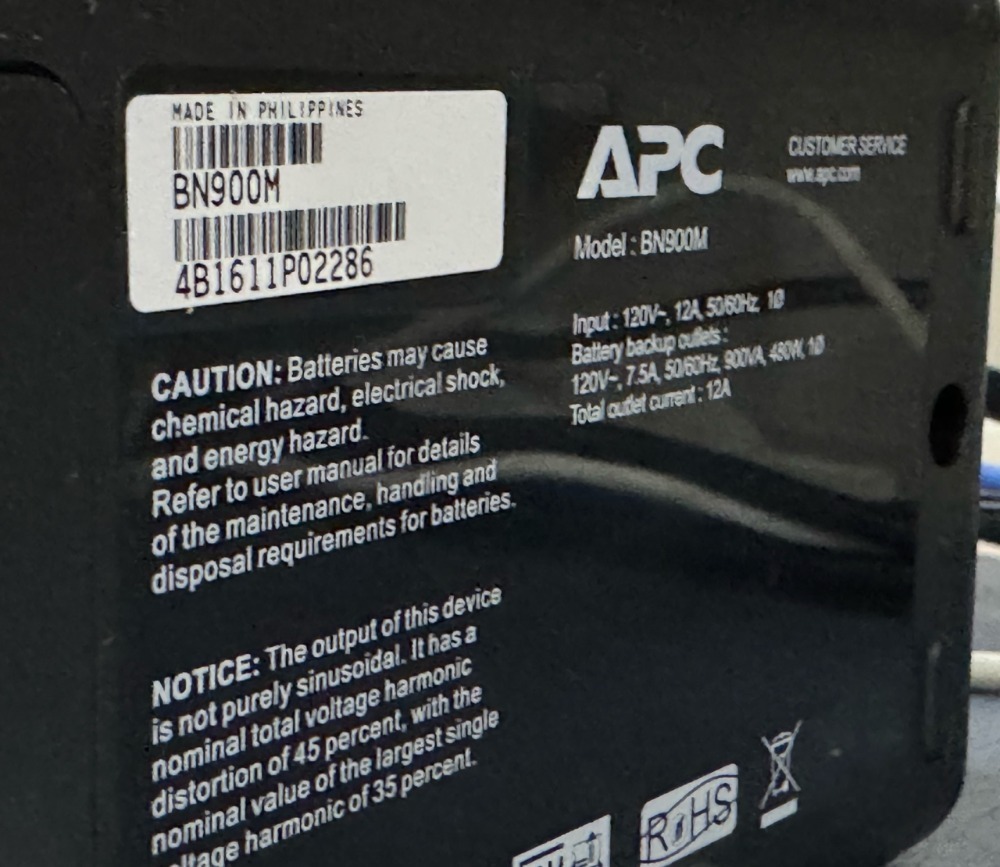 MADE IN PHILIPPINES
BN900M
4B1611P02286
APC
CUSTOMER SERVICE
www.apc.com
Model : BN900M
Input : 120V~, 12A, 50/60Hz, 1Ø
Battery backup outlets :
120V~, 7.5A, 50/60Hz, 900VA, 480W, 1Ø
Total outlet current : 12A
CAUTION: Batteries may cause
chemical hazard, electrical shock,
and energy hazard.
Refer to user manual for details
of the maintenance, handling and
disposal requirements for batteries.
NOTICE: The output of this device
is not purely sinusoidal. It has a
nominal total voltage harmonic
distortion of 45 percent, with the
nominal value of the largest single
ltage harmonic of 35 percent.
RoHS